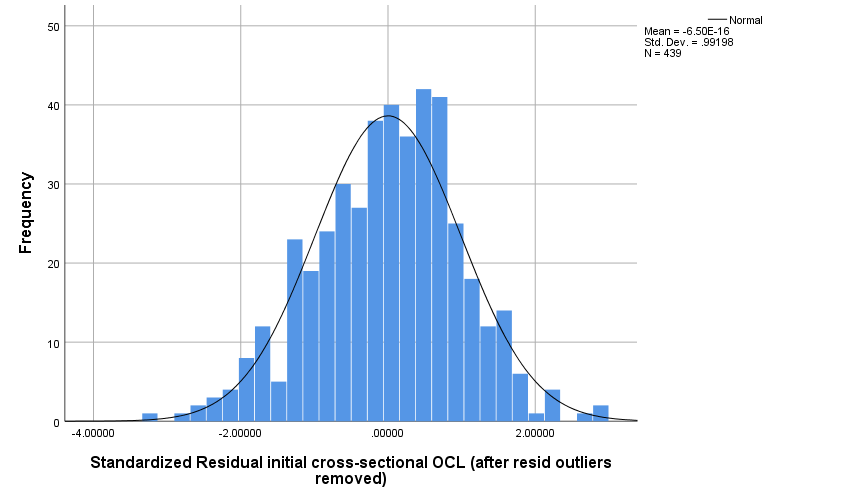 Normal
Mean = -6.50E-16
Std. Dev. = .99198
N = 439
50
40
30
20
10
0
Frequency
-4.00000 -2.00000 .00000 2.00000
Standardized Residual initial cross-sectional OCL (after resid outliers
removed)